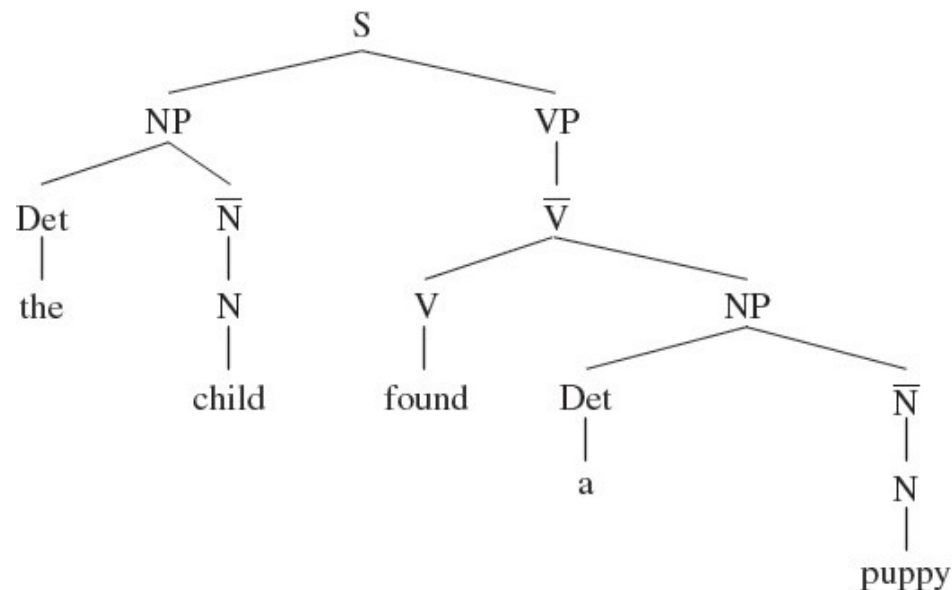 S
NP VP
Det N̅ V̅
the N V NP
child found Det N̅
a N
puppy